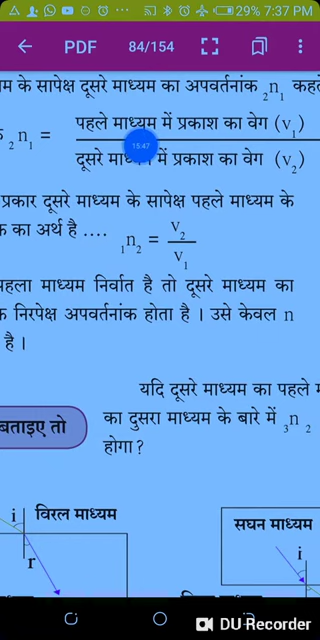 29% 7:37 PM
PDF 84/154
के सापेक्ष दूसरे माध्यम का अपवर्तनांक ₂n₁
₂n₁ = पहले माध्यम में प्रकाश का वेग (v₁)
दूसरे में प्रकाश का वेग (v₂)
15:47
प्रकार दूसरे माध्यम के सापेक्ष पहले माध्यम के
का अर्थ है .... ₁n₂ = v₂
v₁
माध्यम निर्वात है तो दूसरे माध्यम का
निरपेक्ष अपवर्तनांक होता है । उसे केवल n
है ।
यदि दूसरे माध्यम का पहले
बताइए तो
का दुसरा माध्यम के बारे में ₃n₂
होगा ?
i विरल माध्यम
सघन माध्यम
i
r
DU Recorder